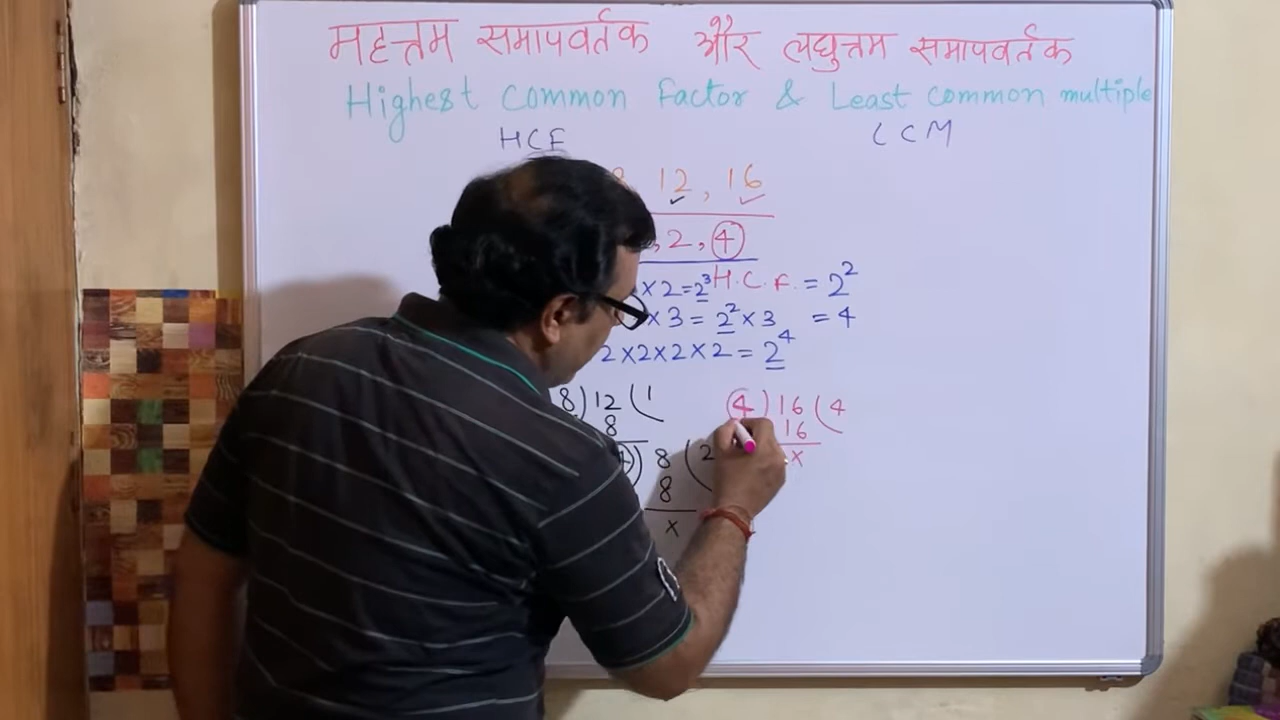 महत्तम समापवर्तक और लघुत्तम समापवर्तक
Highest Common Factor & Least common multiple
HCF LCM
12, 16
, 2, 4
× 2 = 2³ H.C.F. = 2²
× 3 = 2² × 3 = 4
2 × 2 × 2 × 2 = 2⁴
8 ) 12 ( 1 4 ) 16 ( 4
8 16
) 8 ( 2 x
8
x